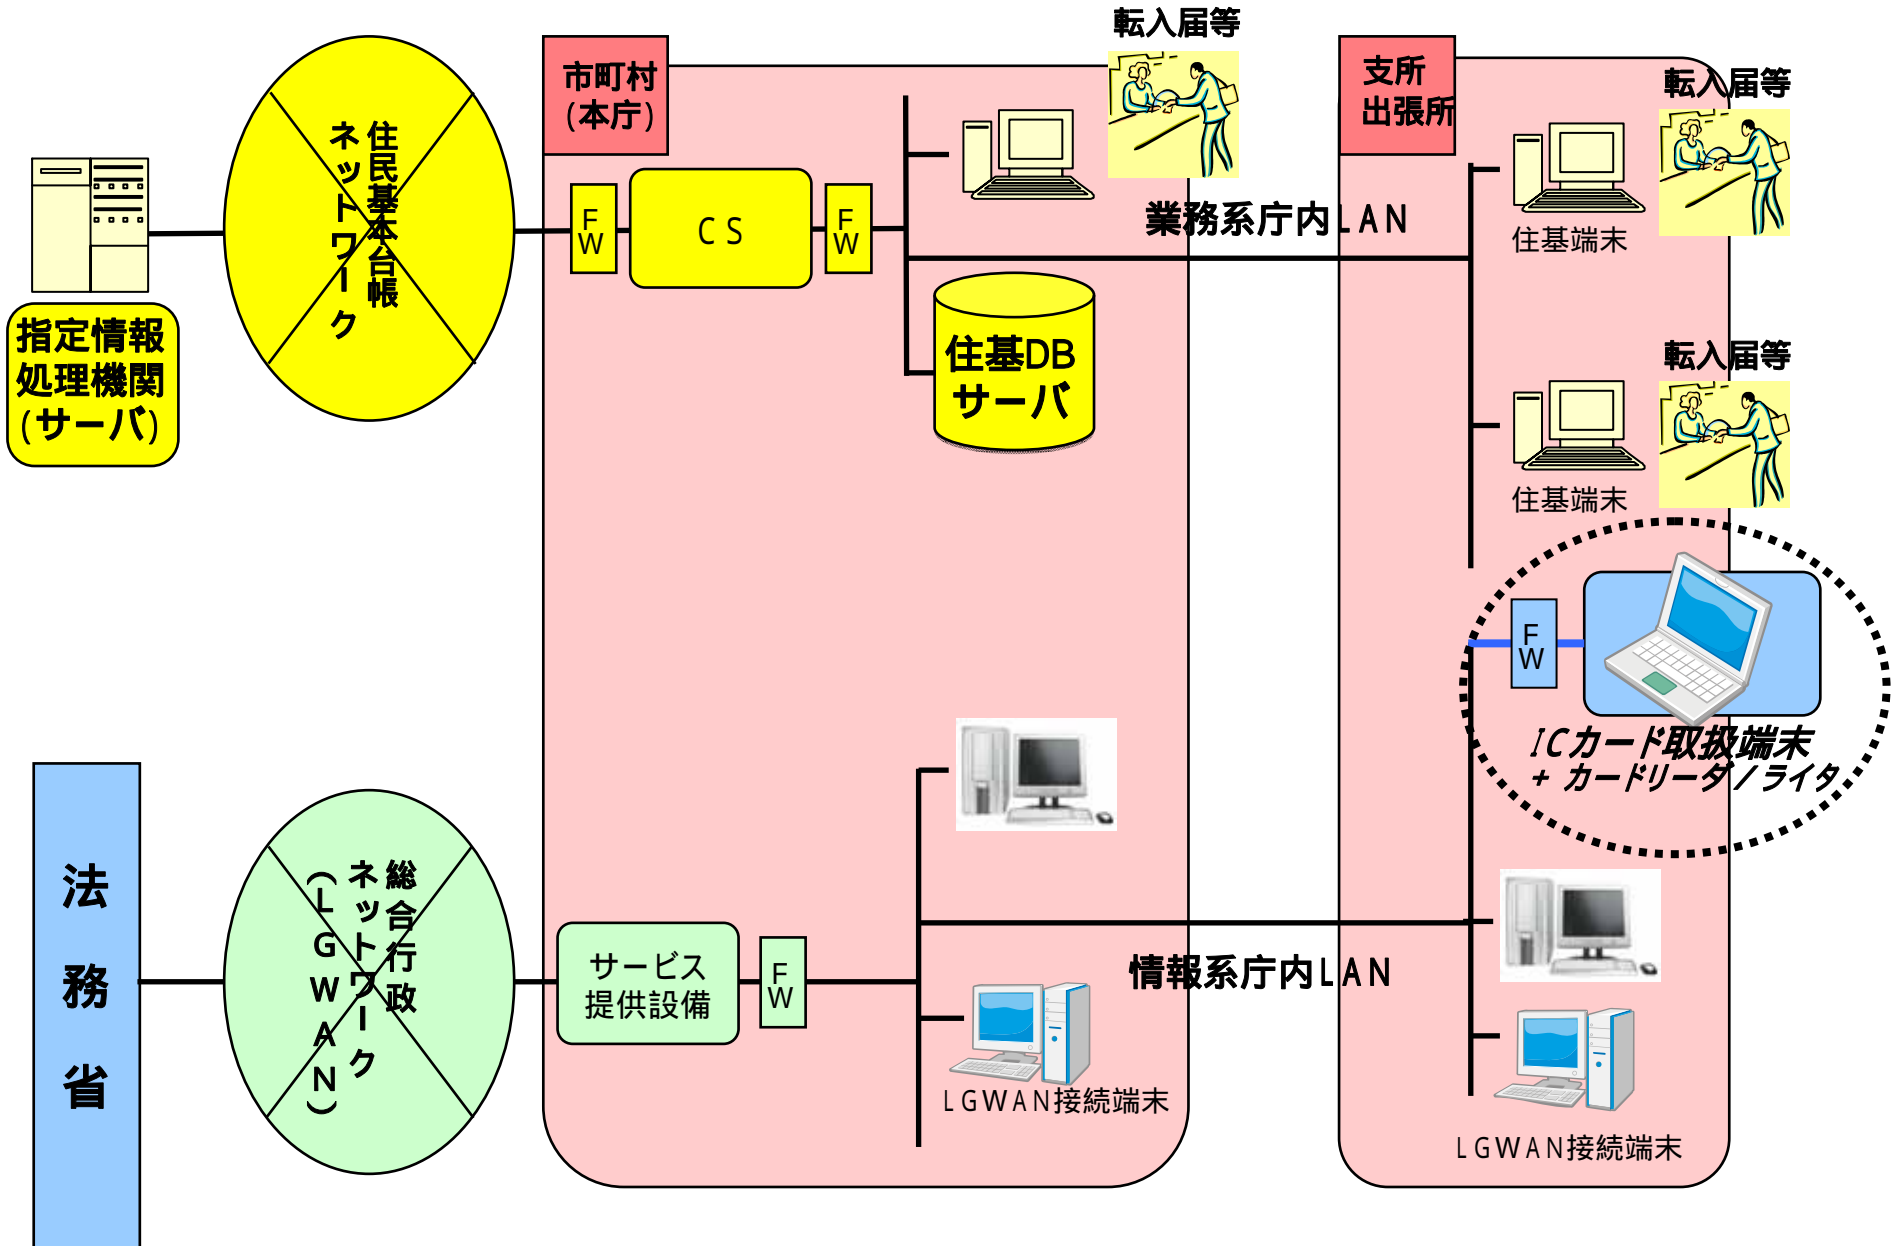 転入届等
市町村
(本庁)
支所
出張所
転入届等
住民基本台帳
ネットワーク
FW
CS
FW
業務系庁内LAN
住基端末
指定情報
処理機関
(サーバ)
住基DB
サーバ
転入届等
住基端末
FW
ICカード取扱端末
+ カードリーダ/ライタ
法務省
総合行政
ネットワーク
(LGWAN)
サービス
提供設備
FW
情報系庁内LAN
LGWAN接続端末
LGWAN接続端末